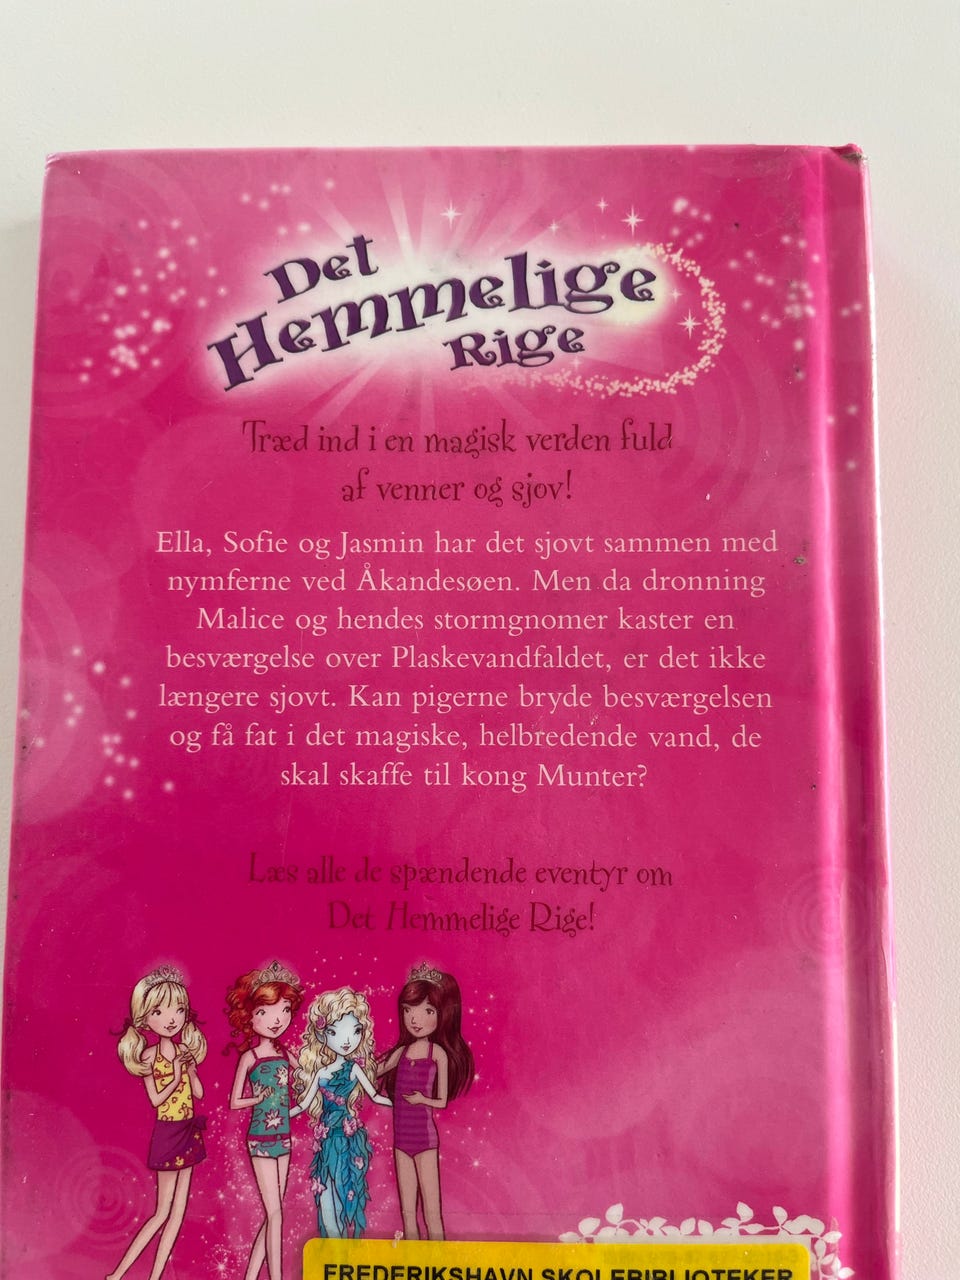 Det
Hemmelige
Rige
Træd ind i en magisk verden fuld
af venner og sjov!
Ella, Sofie og Jasmin har det sjovt sammen med
nymferne ved Åkandesøen. Men da dronning
Malice og hendes stormgnomer kaster en
besværgelse over Plaskevandfaldet, er det ikke
længere sjovt. Kan pigerne bryde besværgelsen
og få fat i det magiske, helbredende vand, de
skal skaffe til kong Munter?
Læs alle de spændende eventyr om
Det Hemmelige Rige!
FREDERIKSHAVN SKOLEBIBLIOTEKER